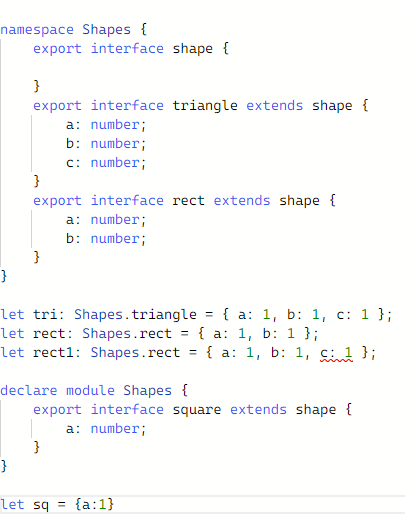 namespace Shapes {
    export interface shape {

    }
    export interface triangle extends shape {
        a: number;
        b: number;
        c: number;
    }
    export interface rect extends shape {
        a: number;
        b: number;
    }
}

let tri: Shapes.triangle = { a: 1, b: 1, c: 1 };
let rect: Shapes.rect = { a: 1, b: 1 };
let rect1: Shapes.rect = { a: 1, b: 1, c: 1 };

declare module Shapes {
    export interface square extends shape {
        a: number;
    }
}

let sq = {a:1}